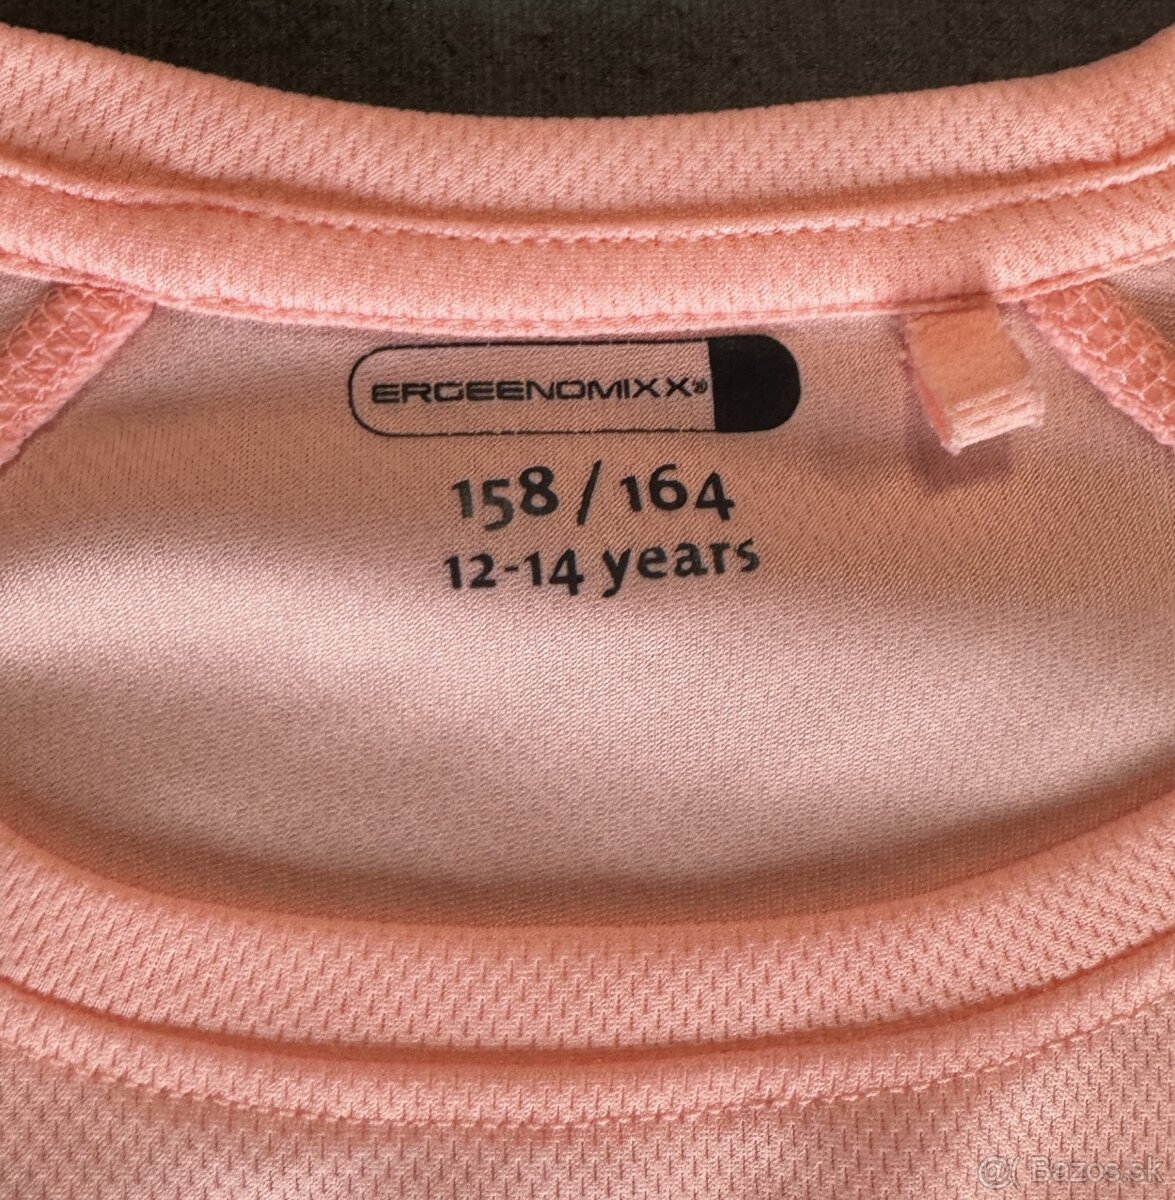 ERGEENOMIXX®
158 / 164
12-14 years
Bazos.sk